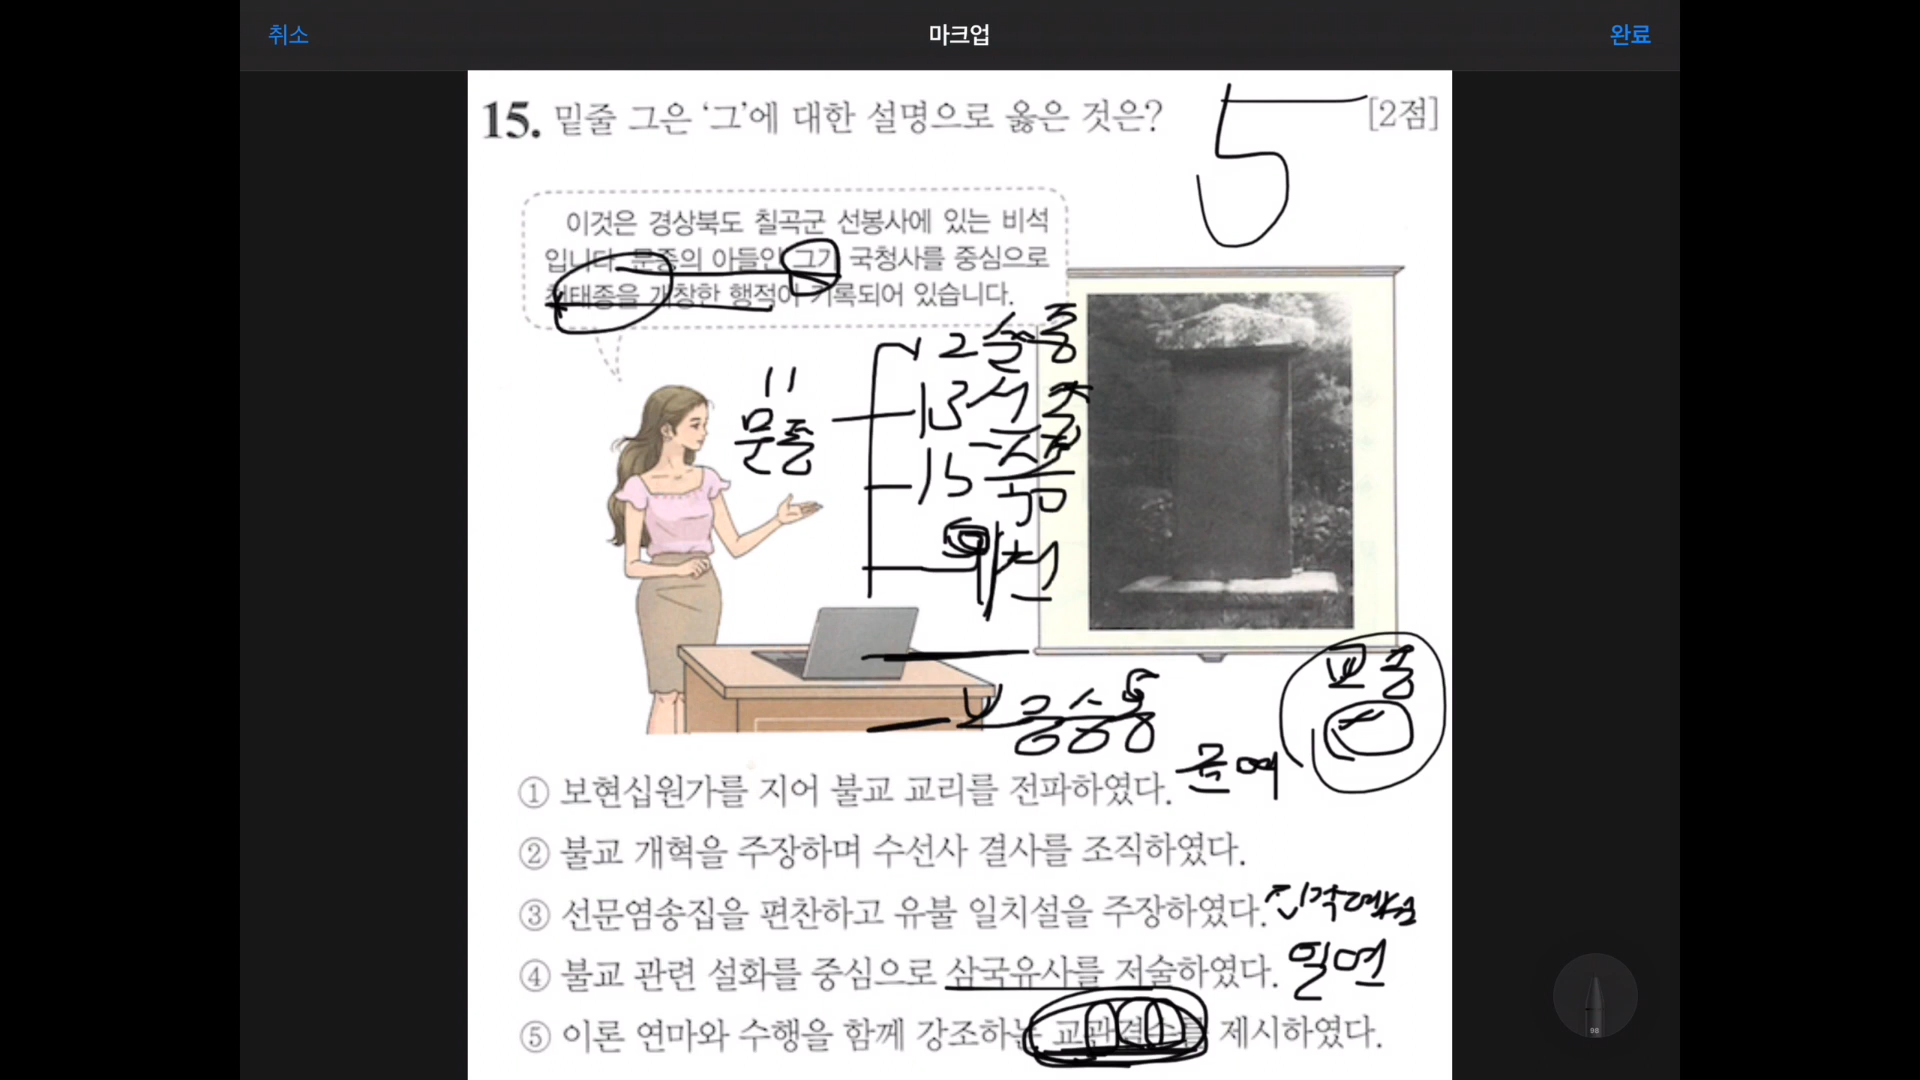 취소 마크업 완료
15. 밑줄 그은 ‘그’에 대한 설명으로 옳은 것은? 5 [2점]
이것은 경상북도 칠곡군 선봉사에 있는 비석
입니다. 문종의 아들인 그가 국청사를 중심으로
천태종을 개창한 행적이 기록되어 있습니다.
11
문종
12 순종
13 선종
15 숙종
의천
교종
균여
① 보현십원가를 지어 불교 교리를 전파하였다.
② 불교 개혁을 주장하며 수선사 결사를 조직하였다.
③ 선문염송집을 편찬하고 유불 일치설을 주장하였다. 진각혜심
④ 불교 관련 설화를 중심으로 삼국유사를 저술하였다. 일연
⑤ 이론 연마와 수행을 함께 강조하는 교관겸수를 제시하였다.
98